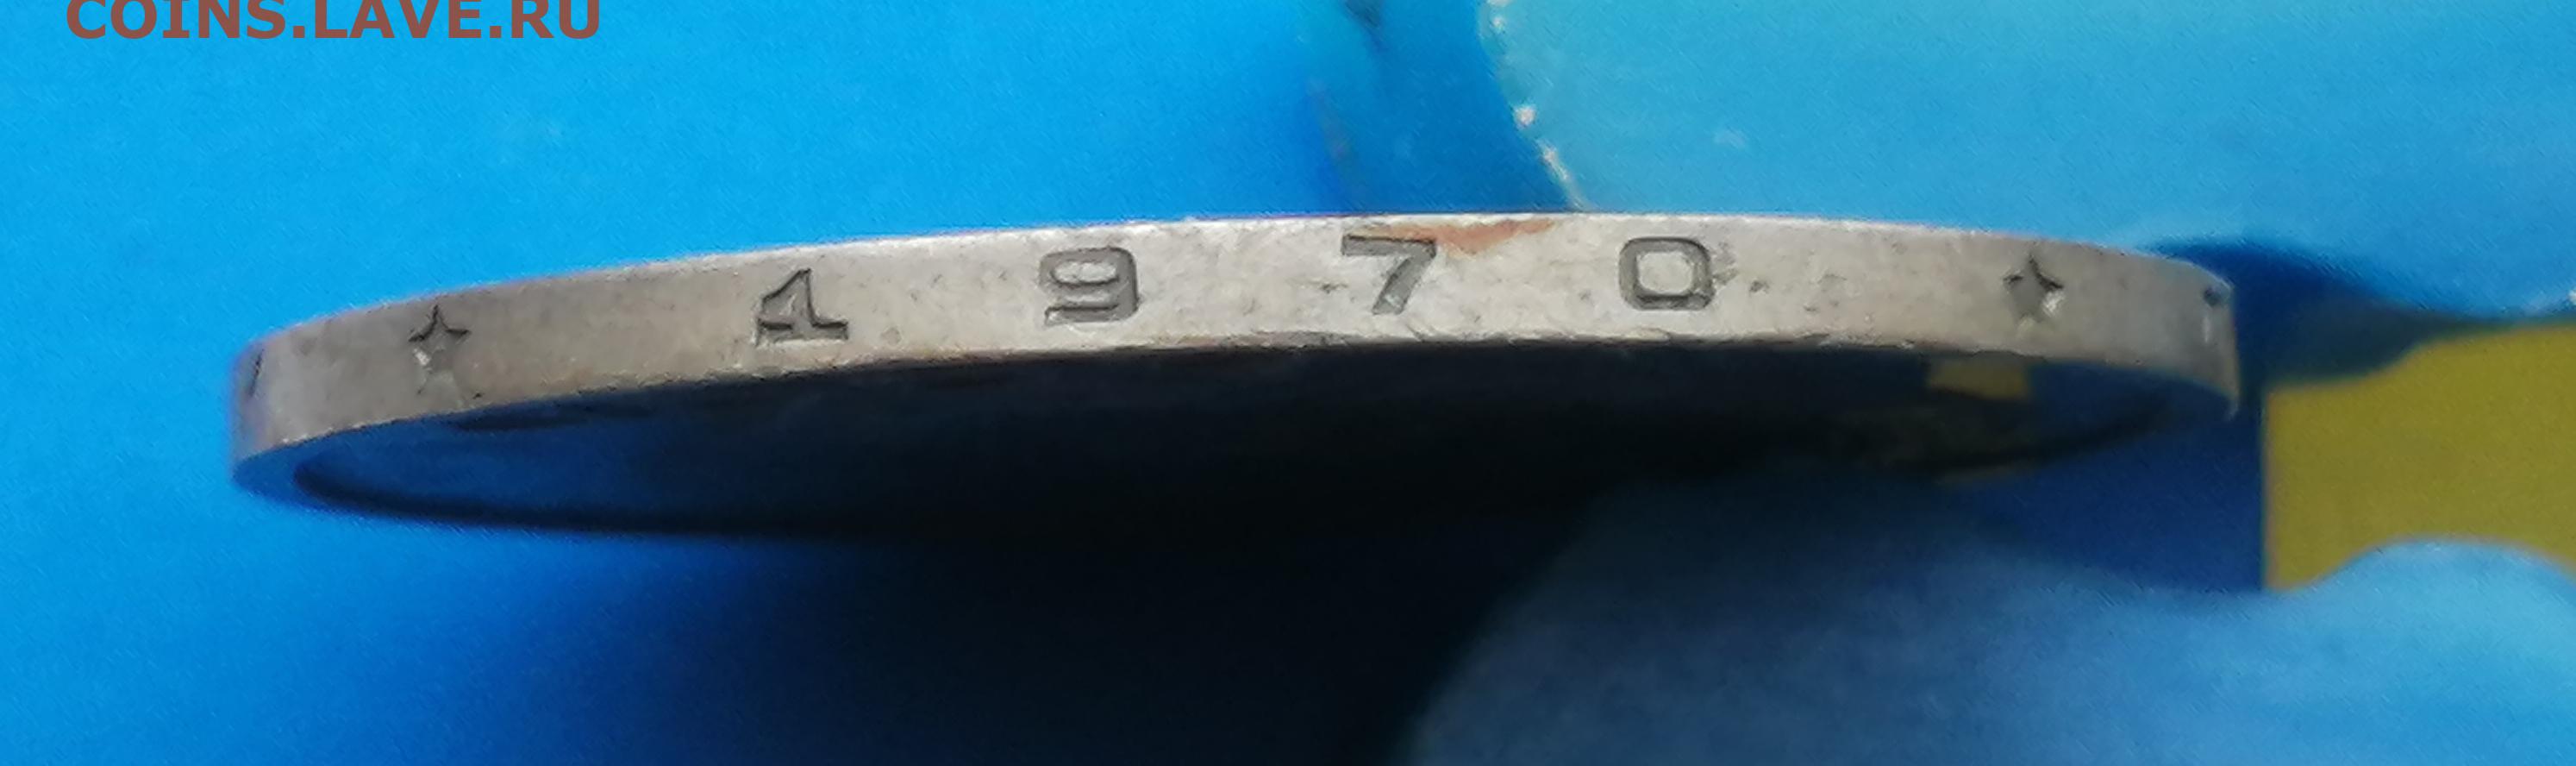 COINS.LAVE.RU
✦ 1 9 7 0 ✦